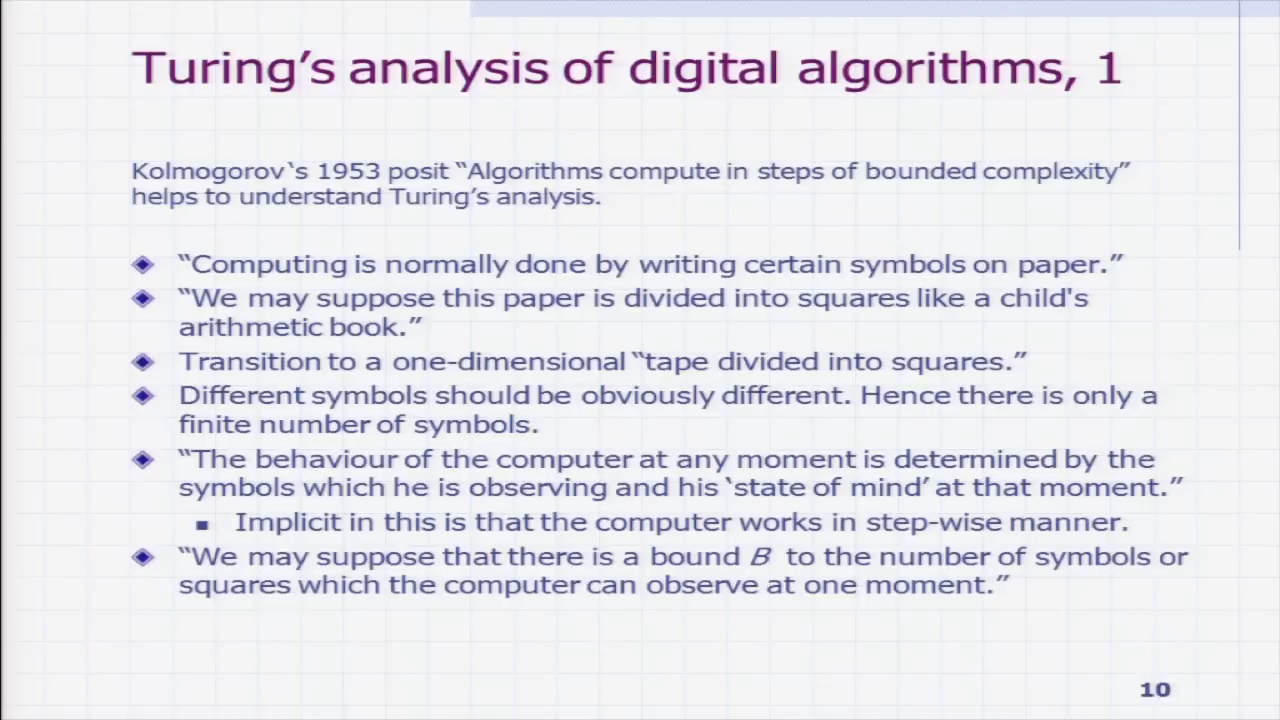 Turing’s analysis of digital algorithms, 1
Kolmogorov‘s 1953 posit “Algorithms compute in steps of bounded complexity”
helps to understand Turing’s analysis.
“Computing is normally done by writing certain symbols on paper.”
“We may suppose this paper is divided into squares like a child's
arithmetic book.”
Transition to a one-dimensional “tape divided into squares.”
Different symbols should be obviously different. Hence there is only a
finite number of symbols.
“The behaviour of the computer at any moment is determined by the
symbols which he is observing and his ‘state of mind’ at that moment.”
Implicit in this is that the computer works in step-wise manner.
“We may suppose that there is a bound B to the number of symbols or
squares which the computer can observe at one moment.”
10